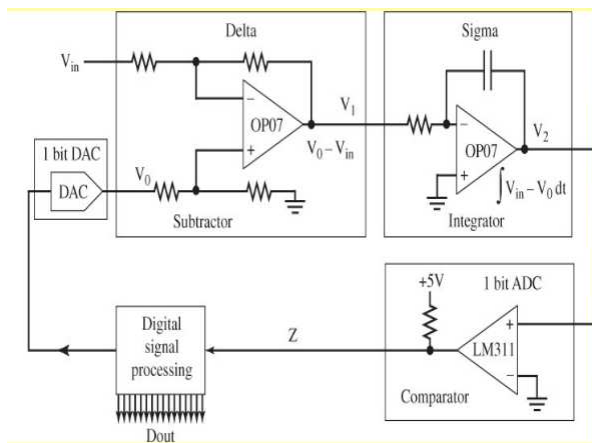 Delta
Sigma
V_in
OP07
−
+
V_1
V_0 − V_in
1 bit DAC
DAC
V_0
Subtractor
−
OP07
+
V_2
∫ V_in − V_0 dt
Integrator
+5V
1 bit ADC
+
LM311
−
Comparator
Z
Digital
signal
processing
Dout